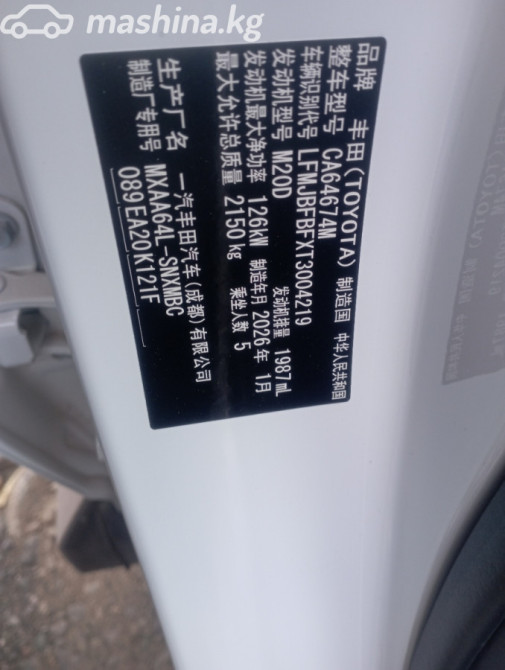 mashina.kg
品牌 丰田(TOYOTA) 制造国 中华人民共和国
整车型号 CA64674M
车辆识别代号 LFMJBFBFXT3004219
发动机型号 M20D 发动机排量 1987mL
发动机最大净功率 126kW 制造年月 2026年1月
最大允许总质量 2150kg 乘坐人数 5
生产厂名 一汽丰田汽车(成都)有限公司
制造厂专用号 MXAA64L-SNXMBC
089EA20K121F